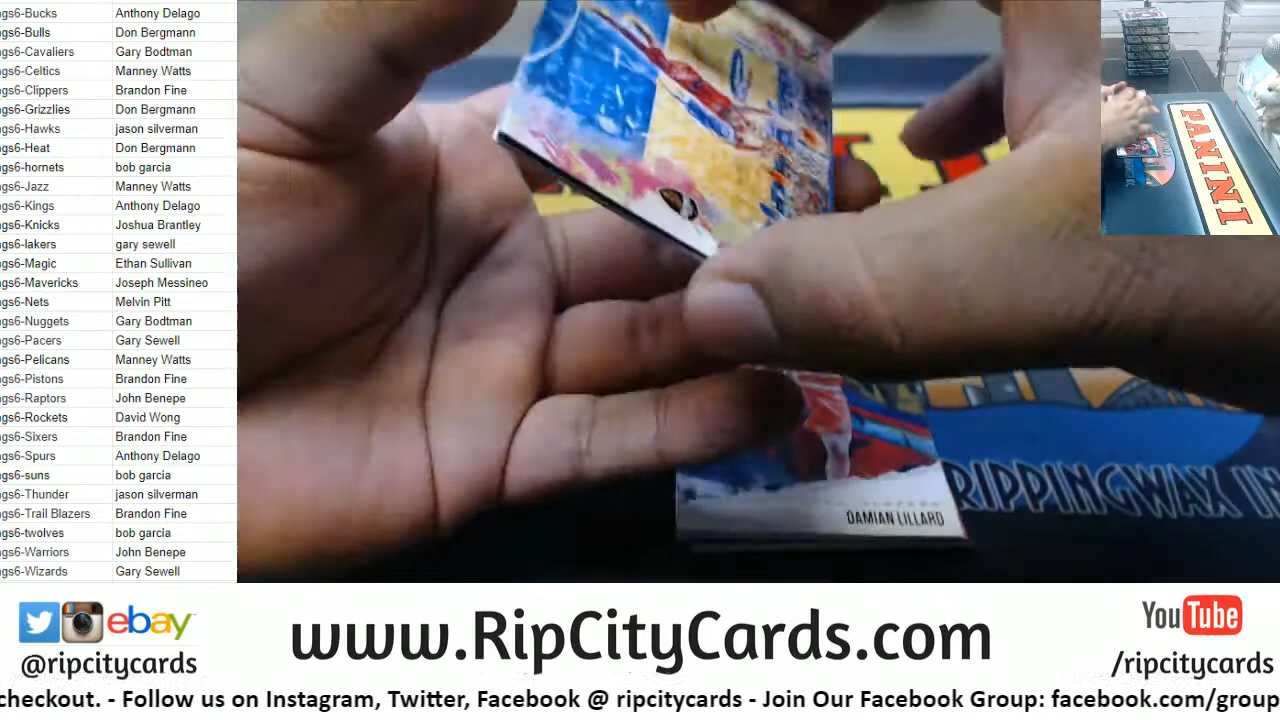 gs6-Bucks Anthony Delago
gs6-Bulls Don Bergmann
gs6-Cavaliers Gary Bodtman
gs6-Celtics Manney Watts
gs6-Clippers Brandon Fine
gs6-Grizzlies Don Bergmann
gs6-Hawks jason silverman
gs6-Heat Don Bergmann
gs6-hornets bob garcia
gs6-Jazz Manney Watts
gs6-Kings Anthony Delago
gs6-Knicks Joshua Brantley
gs6-lakers gary sewell
gs6-Magic Ethan Sullivan
gs6-Mavericks Joseph Messineo
gs6-Nets Melvin Pitt
gs6-Nuggets Gary Bodtman
gs6-Pacers Gary Sewell
gs6-Pelicans Manney Watts
gs6-Pistons Brandon Fine
gs6-Raptors John Benepe
gs6-Rockets David Wong
gs6-Sixers Brandon Fine
gs6-Spurs Anthony Delago
gs6-suns bob garcia
gs6-Thunder jason silverman
gs6-Trail Blazers Brandon Fine
gs6-twolves bob garcia
gs6-Warriors John Benepe
gs6-Wizards Gary Sewell
PANINI
DAMIAN LILLARD
RIPPINGWAX IN
ebay
@ripcitycards
www.RipCityCards.com
YouTube
/ripcitycards
checkout. - Follow us on Instagram, Twitter, Facebook @ ripcitycards - Join Our Facebook Group: facebook.com/group